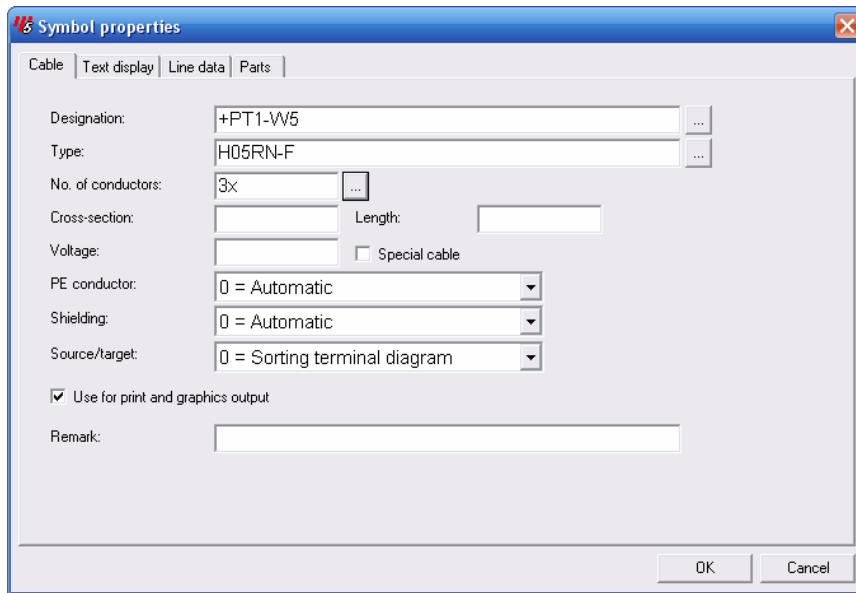 Symbol properties
Cable Text display Line data Parts
Designation: +PT1-W5 ...
Type: H05RN-F ...
No. of conductors: 3x ...
Cross-section: Length:
Voltage: Special cable
PE conductor: 0 = Automatic
Shielding: 0 = Automatic
Source/target: 0 = Sorting terminal diagram
Use for print and graphics output
Remark:
OK Cancel